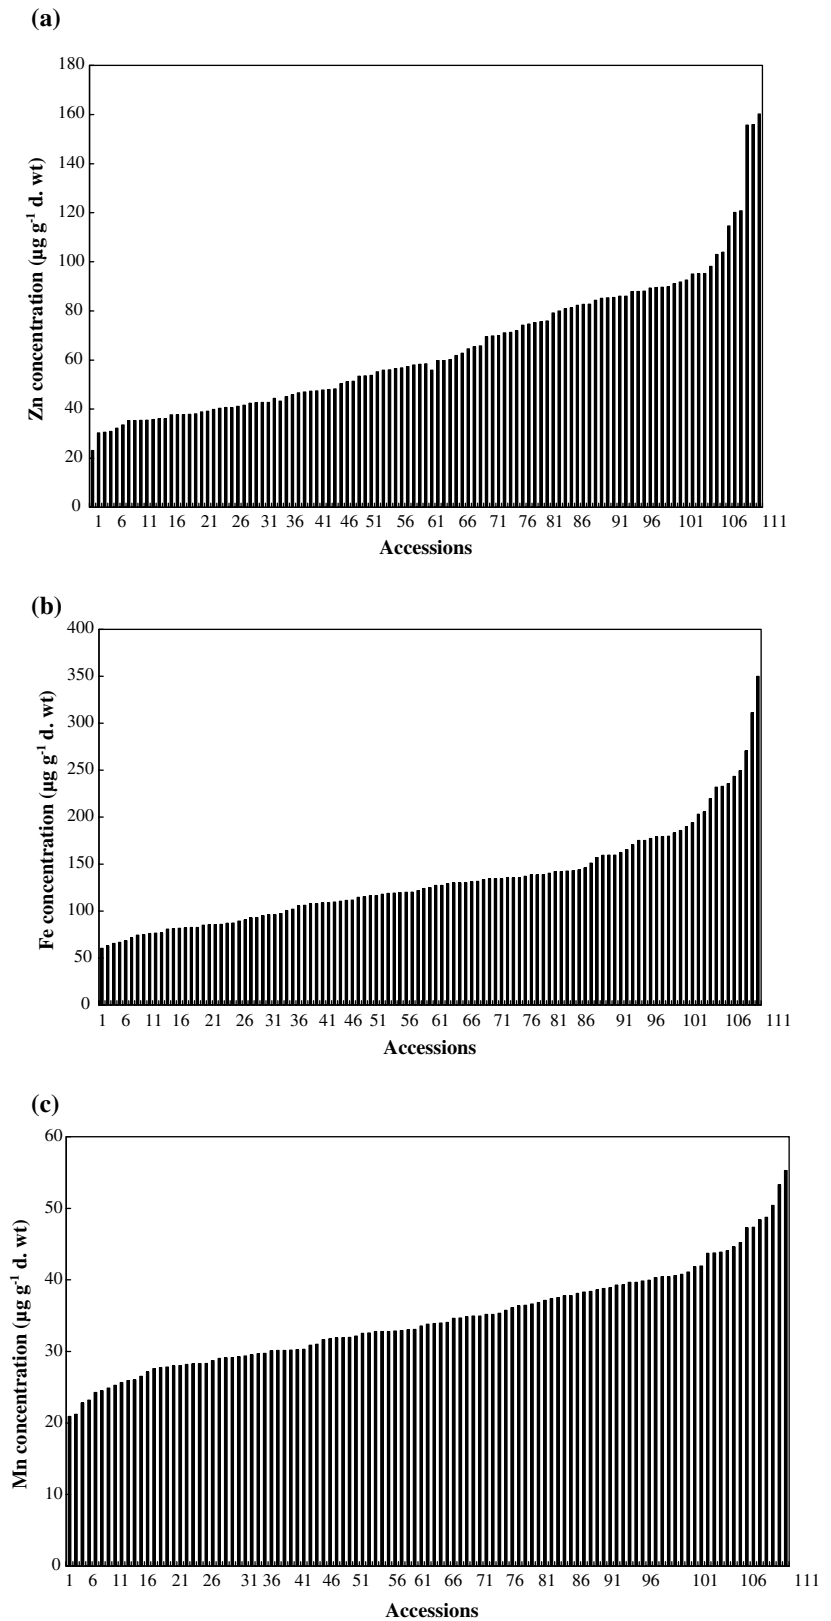 (a)
180
160
140
120
100
80
60
40
20
0
Zn concentration (µg g-1 d. wt)
1 6 11 16 21 26 31 36 41 46 51 56 61 66 71 76 81 86 91 96 101 106 111
Accessions
(b)
400
350
300
250
200
150
100
50
0
Fe concentration (µg g-1 d. wt)
1 6 11 16 21 26 31 36 41 46 51 56 61 66 71 76 81 86 91 96 101 106 111
Accessions
(c)
60
50
40
30
20
10
0
Mn concentration (µg g-1 d. wt)
1 6 11 16 21 26 31 36 41 46 51 56 61 66 71 76 81 86 91 96 101 106 111
Accessions